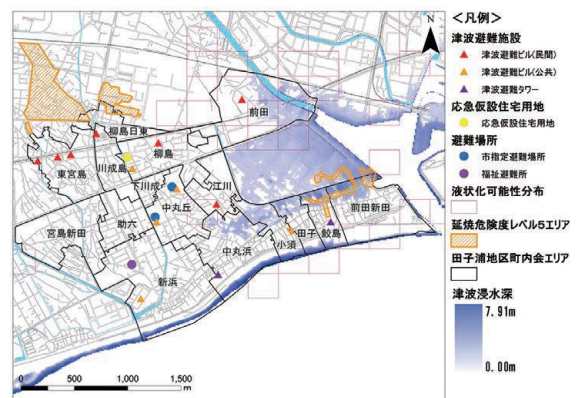 N
前田
柳島日東
柳島
東宮島
川成島
下川成
中丸丘
江川
前田新田
助六
宮島新田
田子
鮫島
中丸浜
小須
新浜
0 500 1,000 1,500
m
<凡例>
津波避難施設
津波避難ビル(民間)
津波避難ビル(公共)
津波避難タワー
応急仮設住宅用地
応急仮設住宅用地
避難場所
市指定避難場所
福祉避難所
液状化可能性分布
延焼危険度レベル5エリア
田子浦地区町内会エリア
津波浸水深
7.91m
0.00m